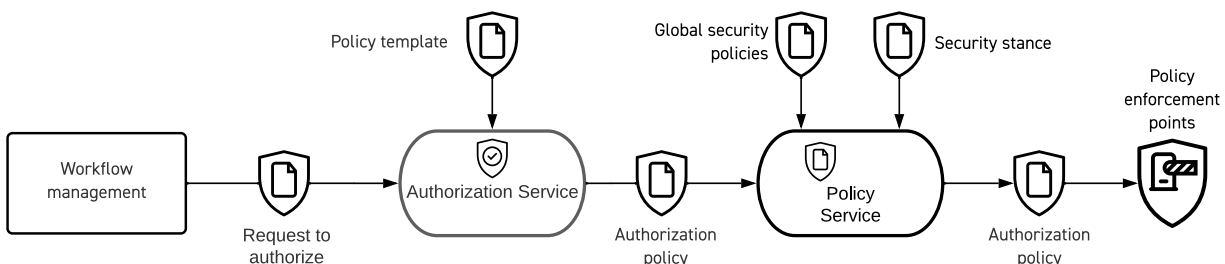 Policy template
Global security
policies
Security stance
Policy
enforcement
points
Workflow
management
Authorization Service
Policy
Service
Request to
authorize
Authorization
policy
Authorization
policy